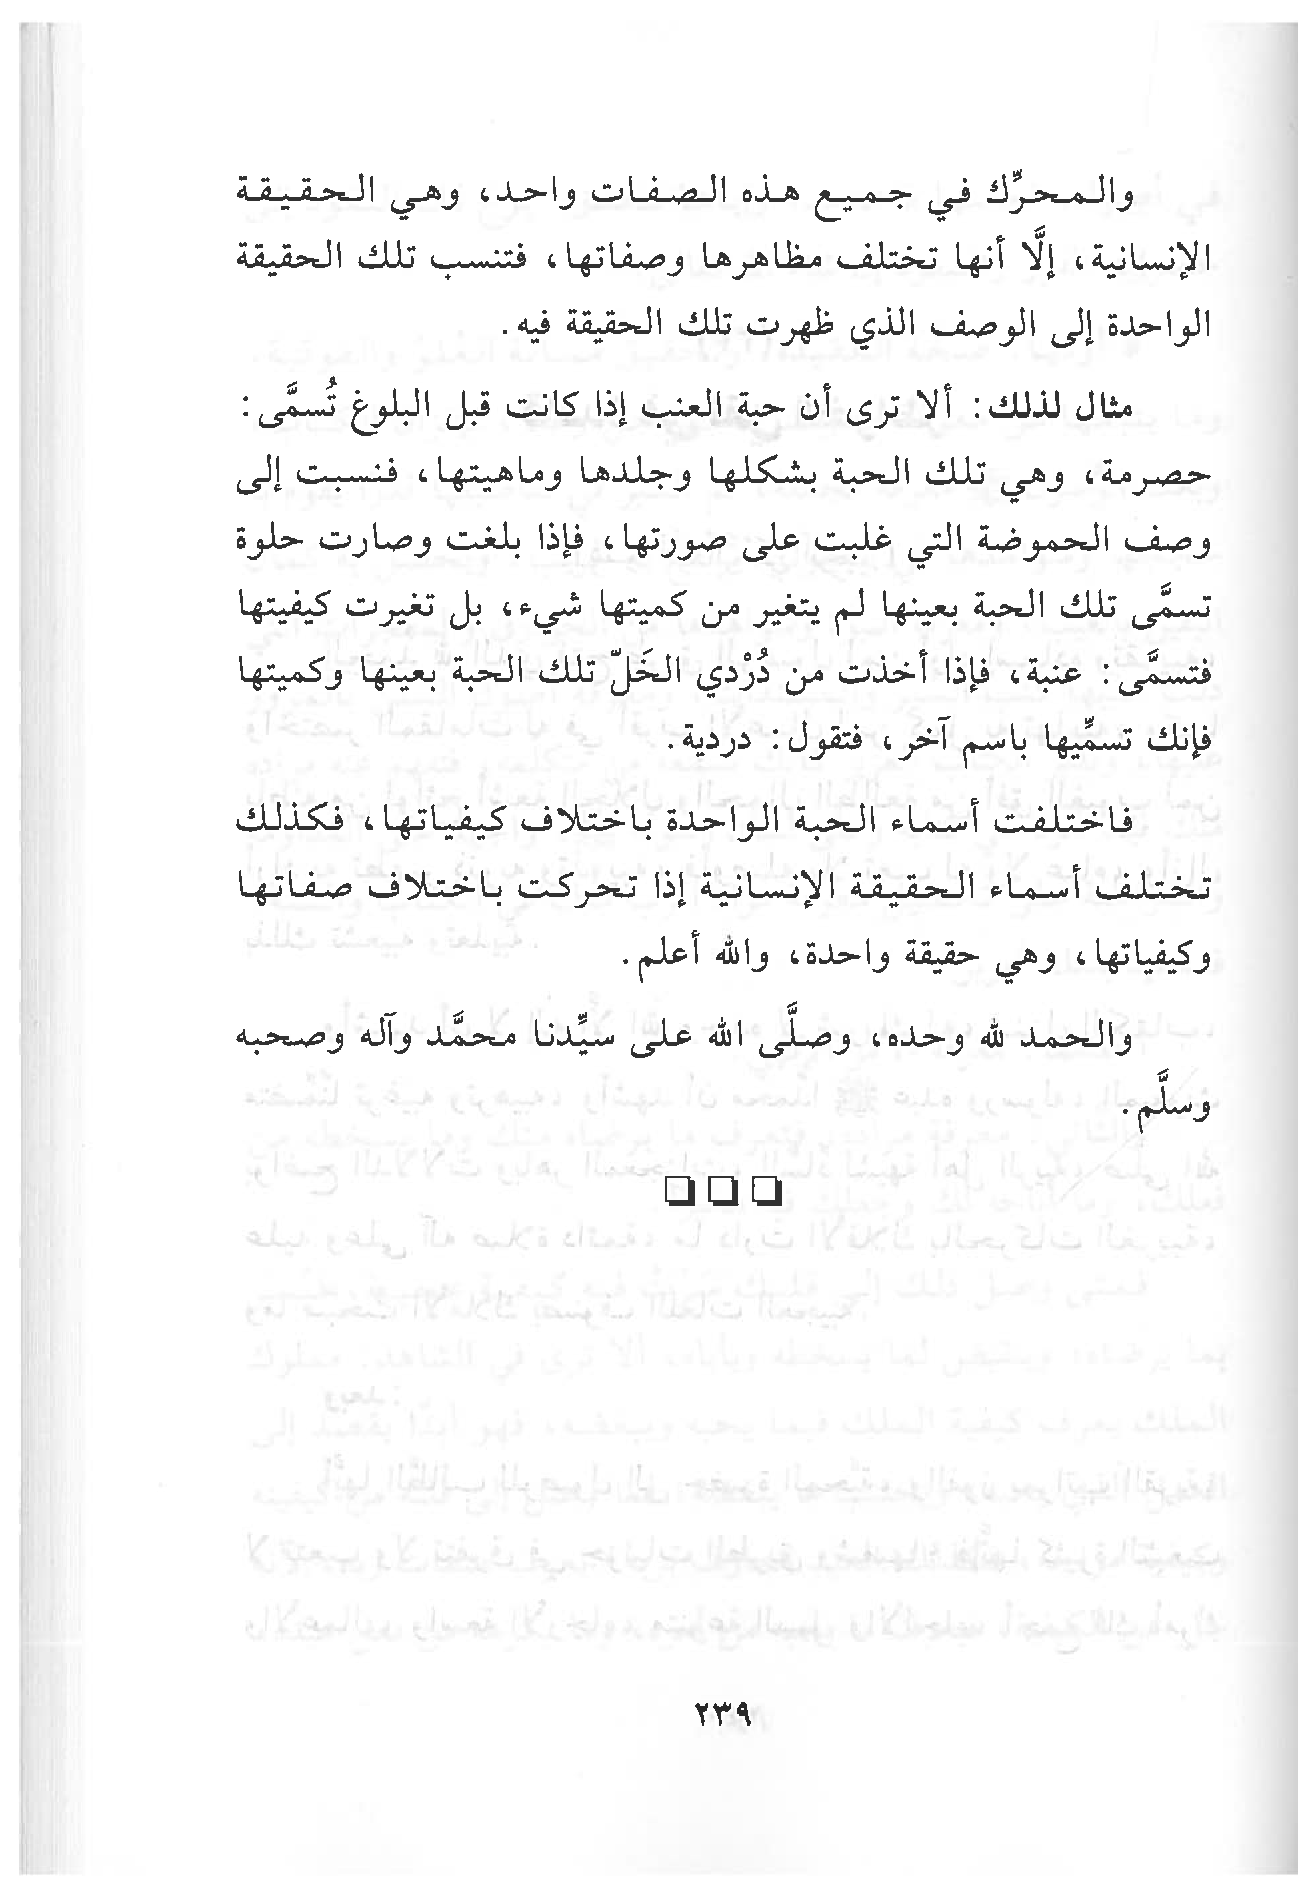 والمحرِّك في جميع هذه الصفات واحد، وهي الحقيقة
الإنسانية، إلَّا أنها تختلف مظاهرها وصفاتها، فتنسب تلك الحقيقة
الواحدة إلى الوصف الذي ظهرت تلك الحقيقة فيه.
مثال لذلك: ألا ترى أن حبة العنب إذا كانت قبل البلوغ تُسمَّى:
حصرمة، وهي تلك الحبة بشكلها وجلدها وماهيتها، فنسبت إلى
وصف الحموضة التي غلبت على صورتها، فإذا بلغت وصارت حلوة
تسمَّى تلك الحبة بعينها لم يتغير من كميتها شيء، بل تغيرت كيفيتها
فتسمَّى: عنبة، فإذا أخذت من دُرْدي الخَلّ تلك الحبة بعينها وكميتها
فإنك تسمِّيها باسم آخر، فتقول: دردية.
فاختلفت أسماء الحبة الواحدة باختلاف كيفياتها، فكذلك
تختلف أسماء الحقيقة الإنسانية إذا تحركت باختلاف صفاتها
وكيفياتها، وهي حقيقة واحدة، والله أعلم.
والحمد لله وحده، وصلَّى الله على سيِّدنا محمَّد وآله وصحبه
وسلَّم.
٢٣٩